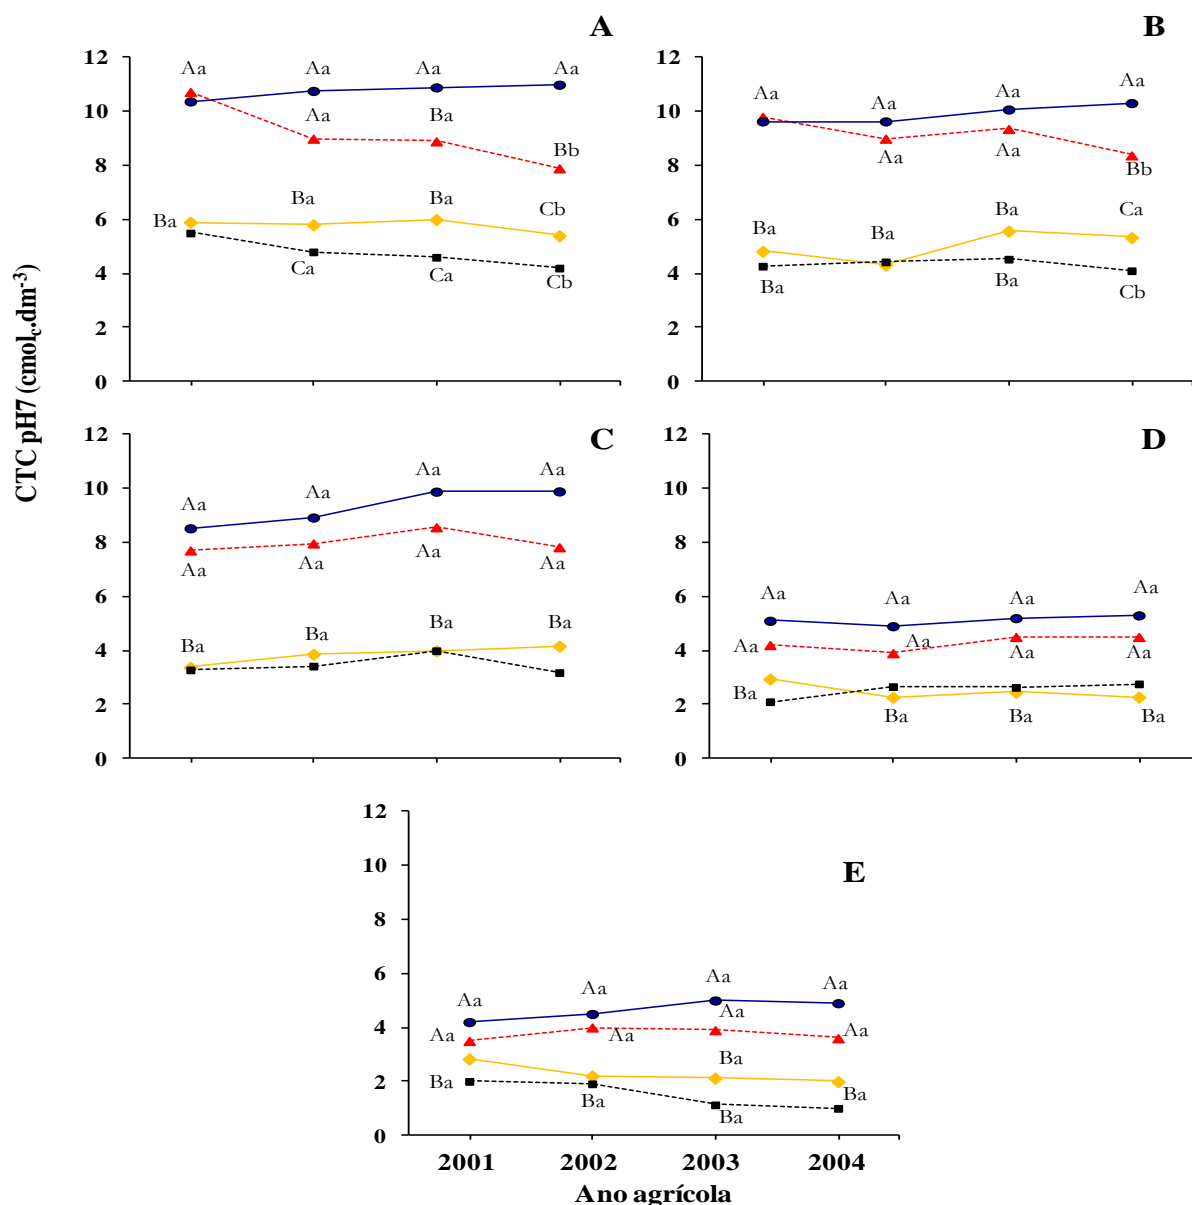 A
12
10
8
6
4
2
0
Aa Aa Aa Aa
Aa Ba Bb
Ba Ba Ba Cb
Ca Ca Cb
B
12
10
8
6
4
2
0
Aa Aa Aa Aa
Aa Aa Bb
Ba Ba Ba Ca
Ba Ba Cb
CTC pH7 (cmolc.dm-3)
C
12
10
8
6
4
2
0
Aa Aa Aa Aa
Aa Aa Aa Aa
Ba Ba Ba Ba
D
12
10
8
6
4
2
0
Aa Aa Aa Aa
Aa Aa Aa Aa
Ba Ba Ba Ba
E
12
10
8
6
4
2
0
Aa Aa Aa Aa
Aa Aa Aa Aa
Ba Ba Ba Ba
Ba
2001 2002 2003 2004
Ano agrícola